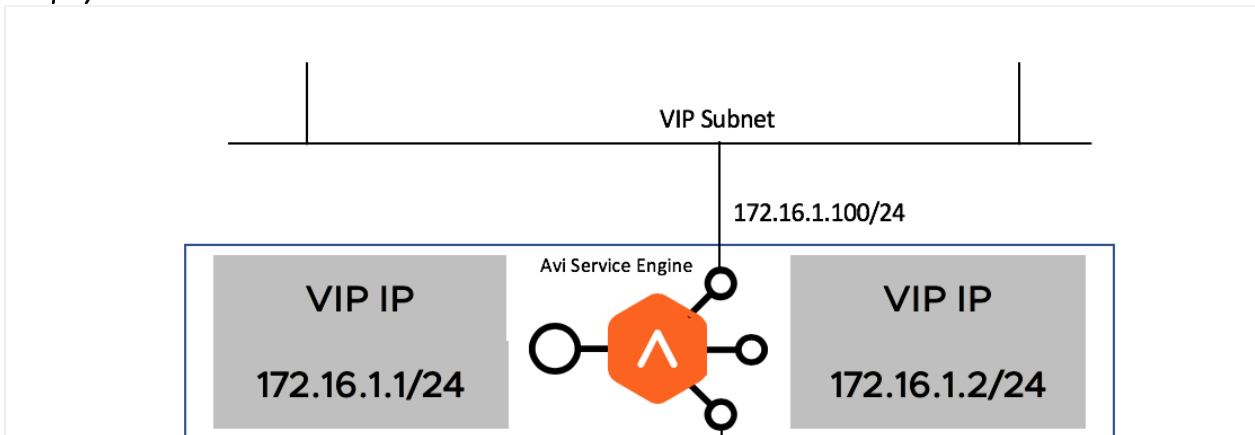 VIP Subnet
172.16.1.100/24
Avi Service Engine
VIP IP
172.16.1.1/24
VIP IP
172.16.1.2/24